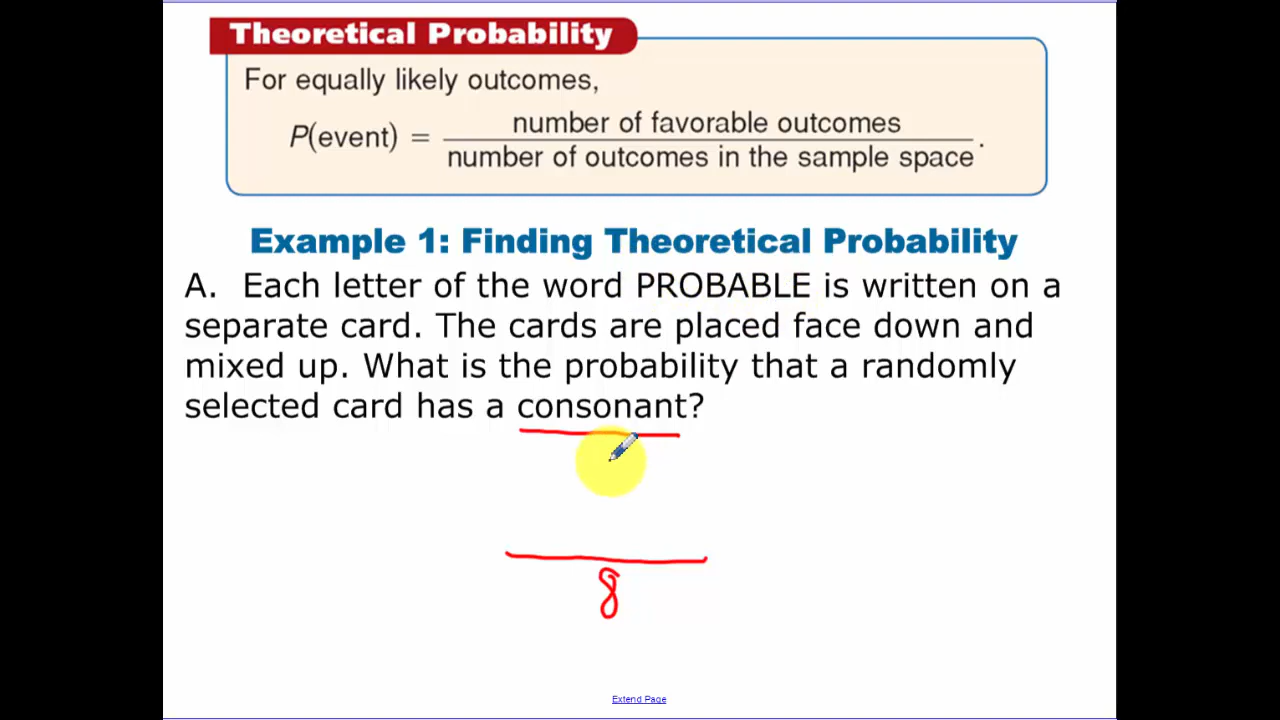 Theoretical Probability
For equally likely outcomes,
P(event) = number of favorable outcomes
number of outcomes in the sample space.
Example 1: Finding Theoretical Probability
A. Each letter of the word PROBABLE is written on a
separate card. The cards are placed face down and
mixed up. What is the probability that a randomly
selected card has a consonant?
8
Extend Page